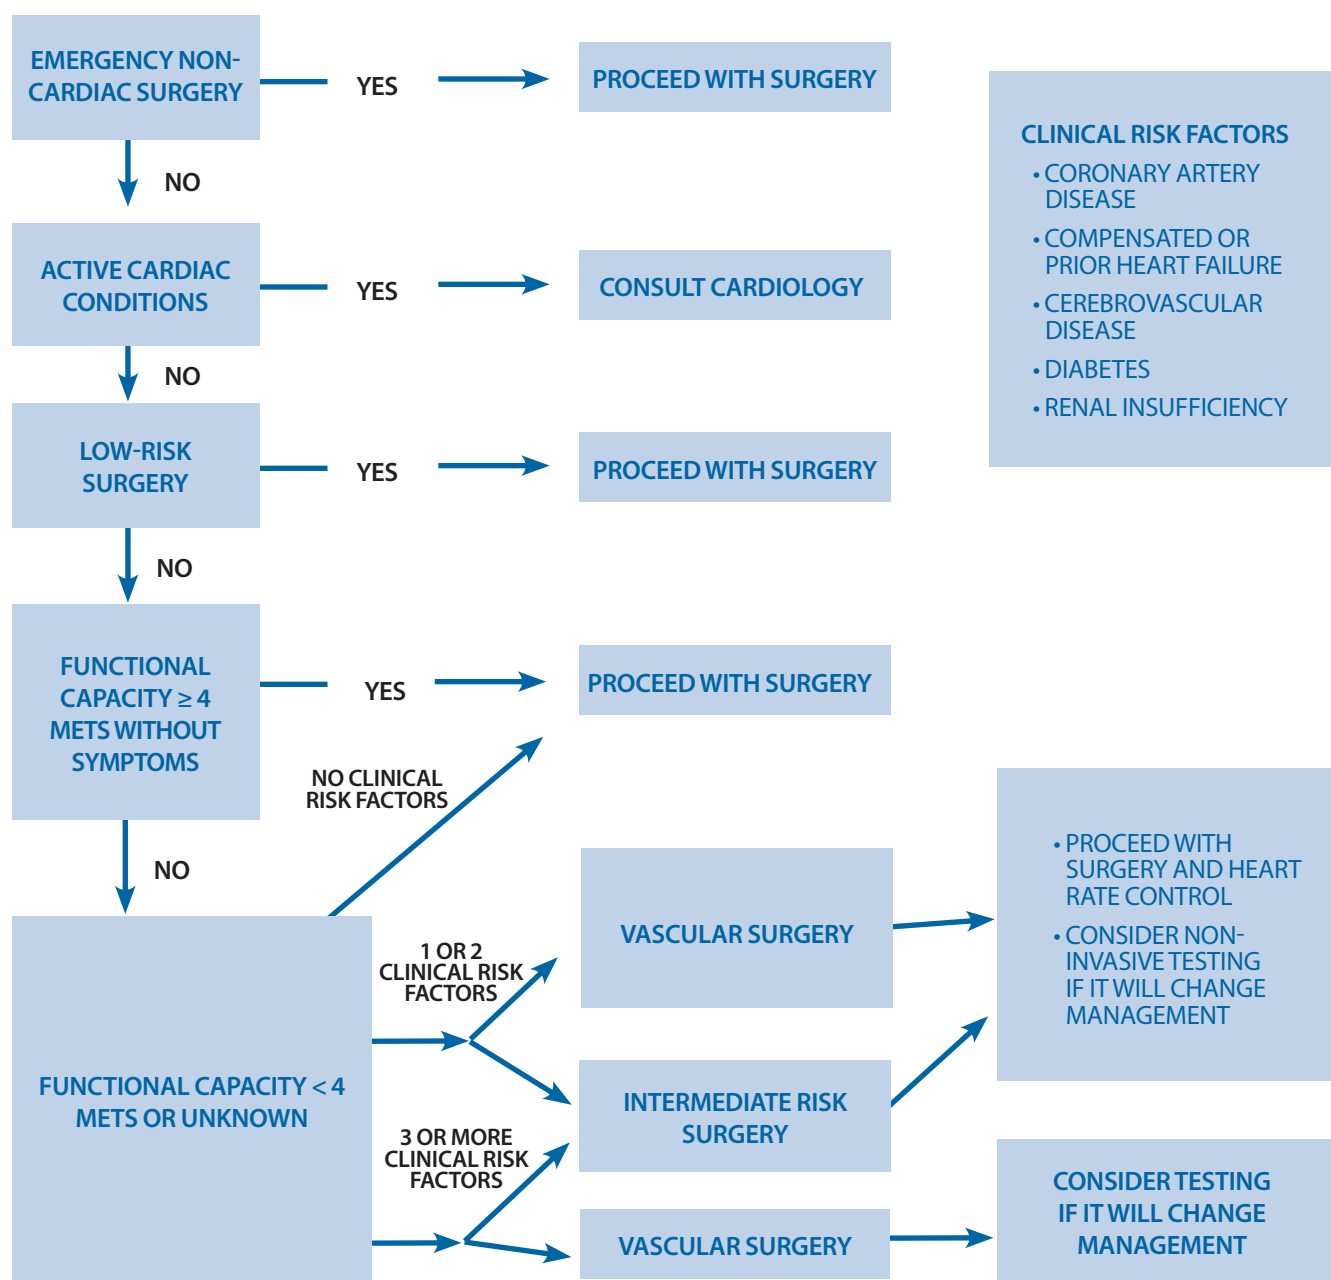 EMERGENCY NON-
CARDIAC SURGERY
YES
PROCEED WITH SURGERY
NO
ACTIVE CARDIAC
CONDITIONS
YES
CONSULT CARDIOLOGY
NO
LOW-RISK
SURGERY
YES
PROCEED WITH SURGERY
NO
FUNCTIONAL
CAPACITY ≥ 4
METS WITHOUT
SYMPTOMS
YES
PROCEED WITH SURGERY
NO
FUNCTIONAL CAPACITY < 4
METS OR UNKNOWN
NO CLINICAL
RISK FACTORS
1 OR 2
CLINICAL RISK
FACTORS
3 OR MORE
CLINICAL RISK
FACTORS
VASCULAR SURGERY
INTERMEDIATE RISK
SURGERY
VASCULAR SURGERY
CLINICAL RISK FACTORS
• CORONARY ARTERY
DISEASE
• COMPENSATED OR
PRIOR HEART FAILURE
• CEREBROVASCULAR
DISEASE
• DIABETES
• RENAL INSUFFICIENCY
• PROCEED WITH
SURGERY AND HEART
RATE CONTROL
• CONSIDER NON-
INVASIVE TESTING
IF IT WILL CHANGE
MANAGEMENT
CONSIDER TESTING
IF IT WILL CHANGE
MANAGEMENT